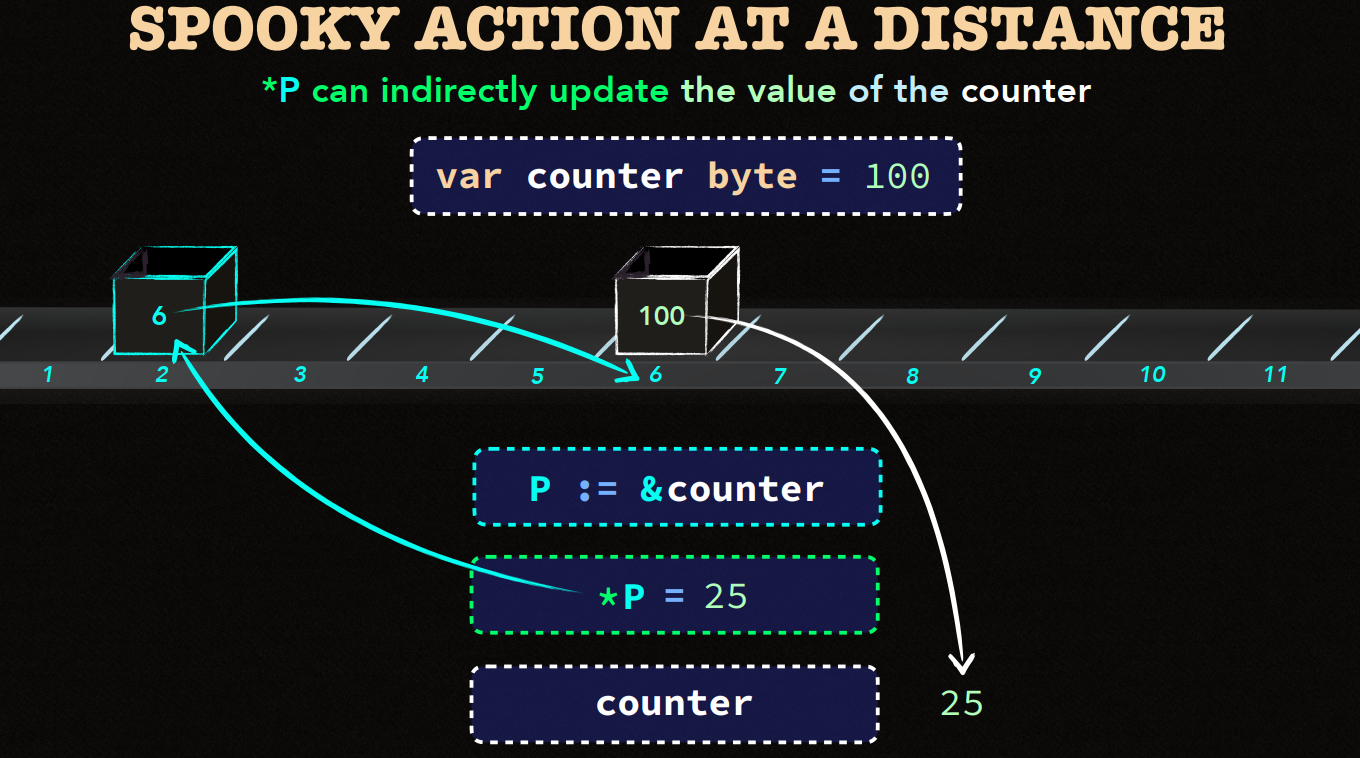 SPOOKY ACTION AT A DISTANCE
*P can indirectly update the value of the counter
var counter byte = 100
6
100
1 2 3 4 5 6 7 8 9 10 11
P := &counter
*P = 25
counter
25